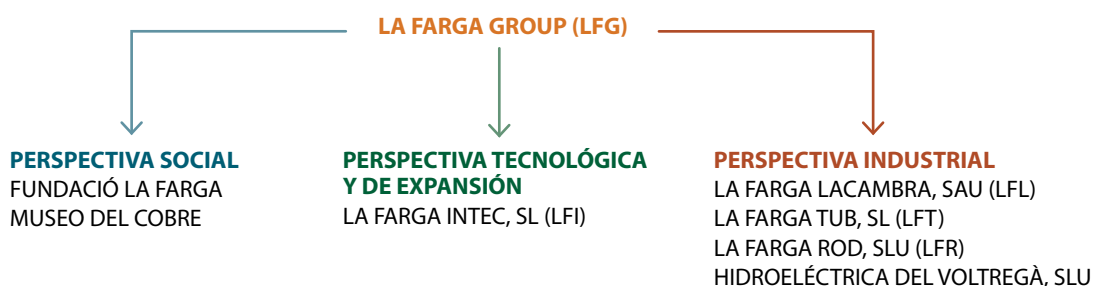 LA FARGA GROUP (LFG)
PERSPECTIVA SOCIAL
FUNDACIÓ LA FARGA
MUSEO DEL COBRE
PERSPECTIVA TECNOLÓGICA
Y DE EXPANSIÓN
LA FARGA INTEC, SL (LFI)
PERSPECTIVA INDUSTRIAL
LA FARGA LACAMBRA, SAU (LFL)
LA FARGA TUB, SL (LFT)
LA FARGA ROD, SLU (LFR)
HIDROELÉCTRICA DEL VOLTREGÀ, SLU